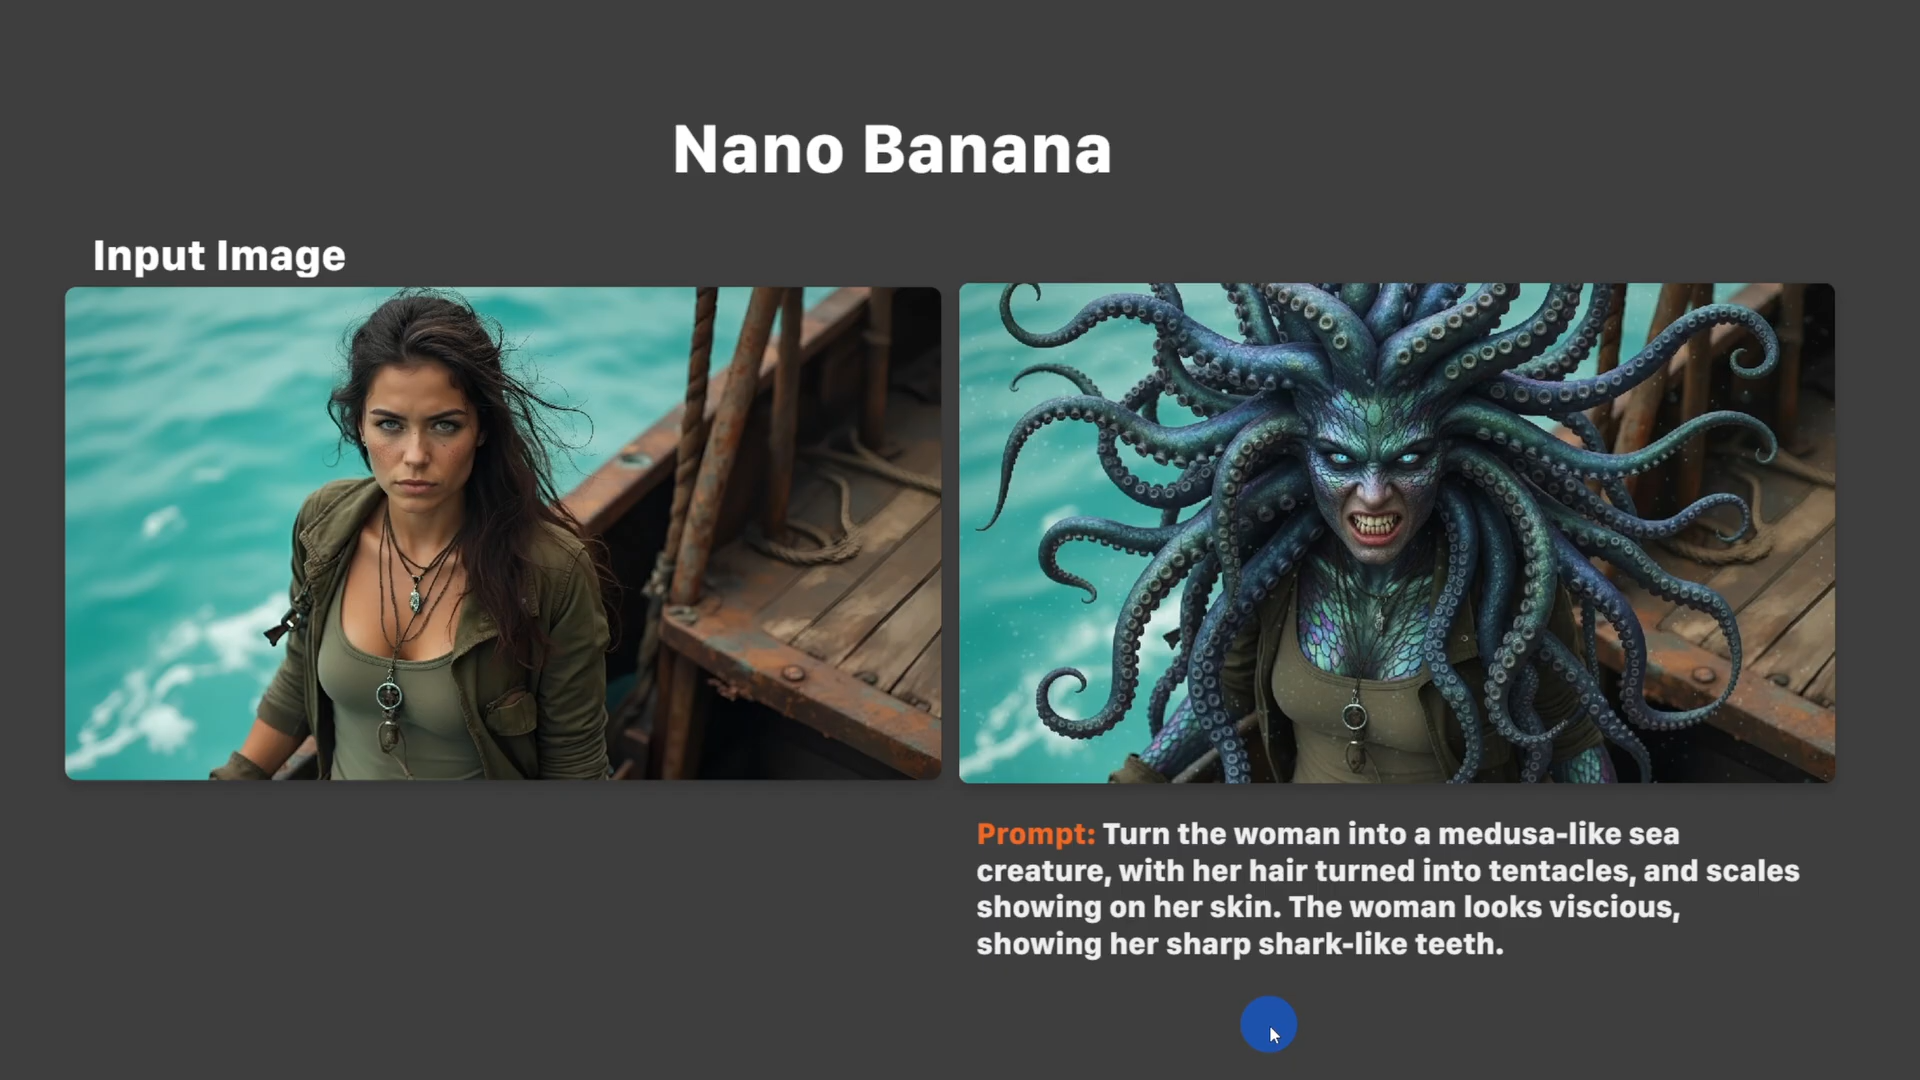 Nano Banana
Input Image
Prompt: Turn the woman into a medusa-like sea
creature, with her hair turned into tentacles, and scales
showing on her skin. The woman looks viscious,
showing her sharp shark-like teeth.